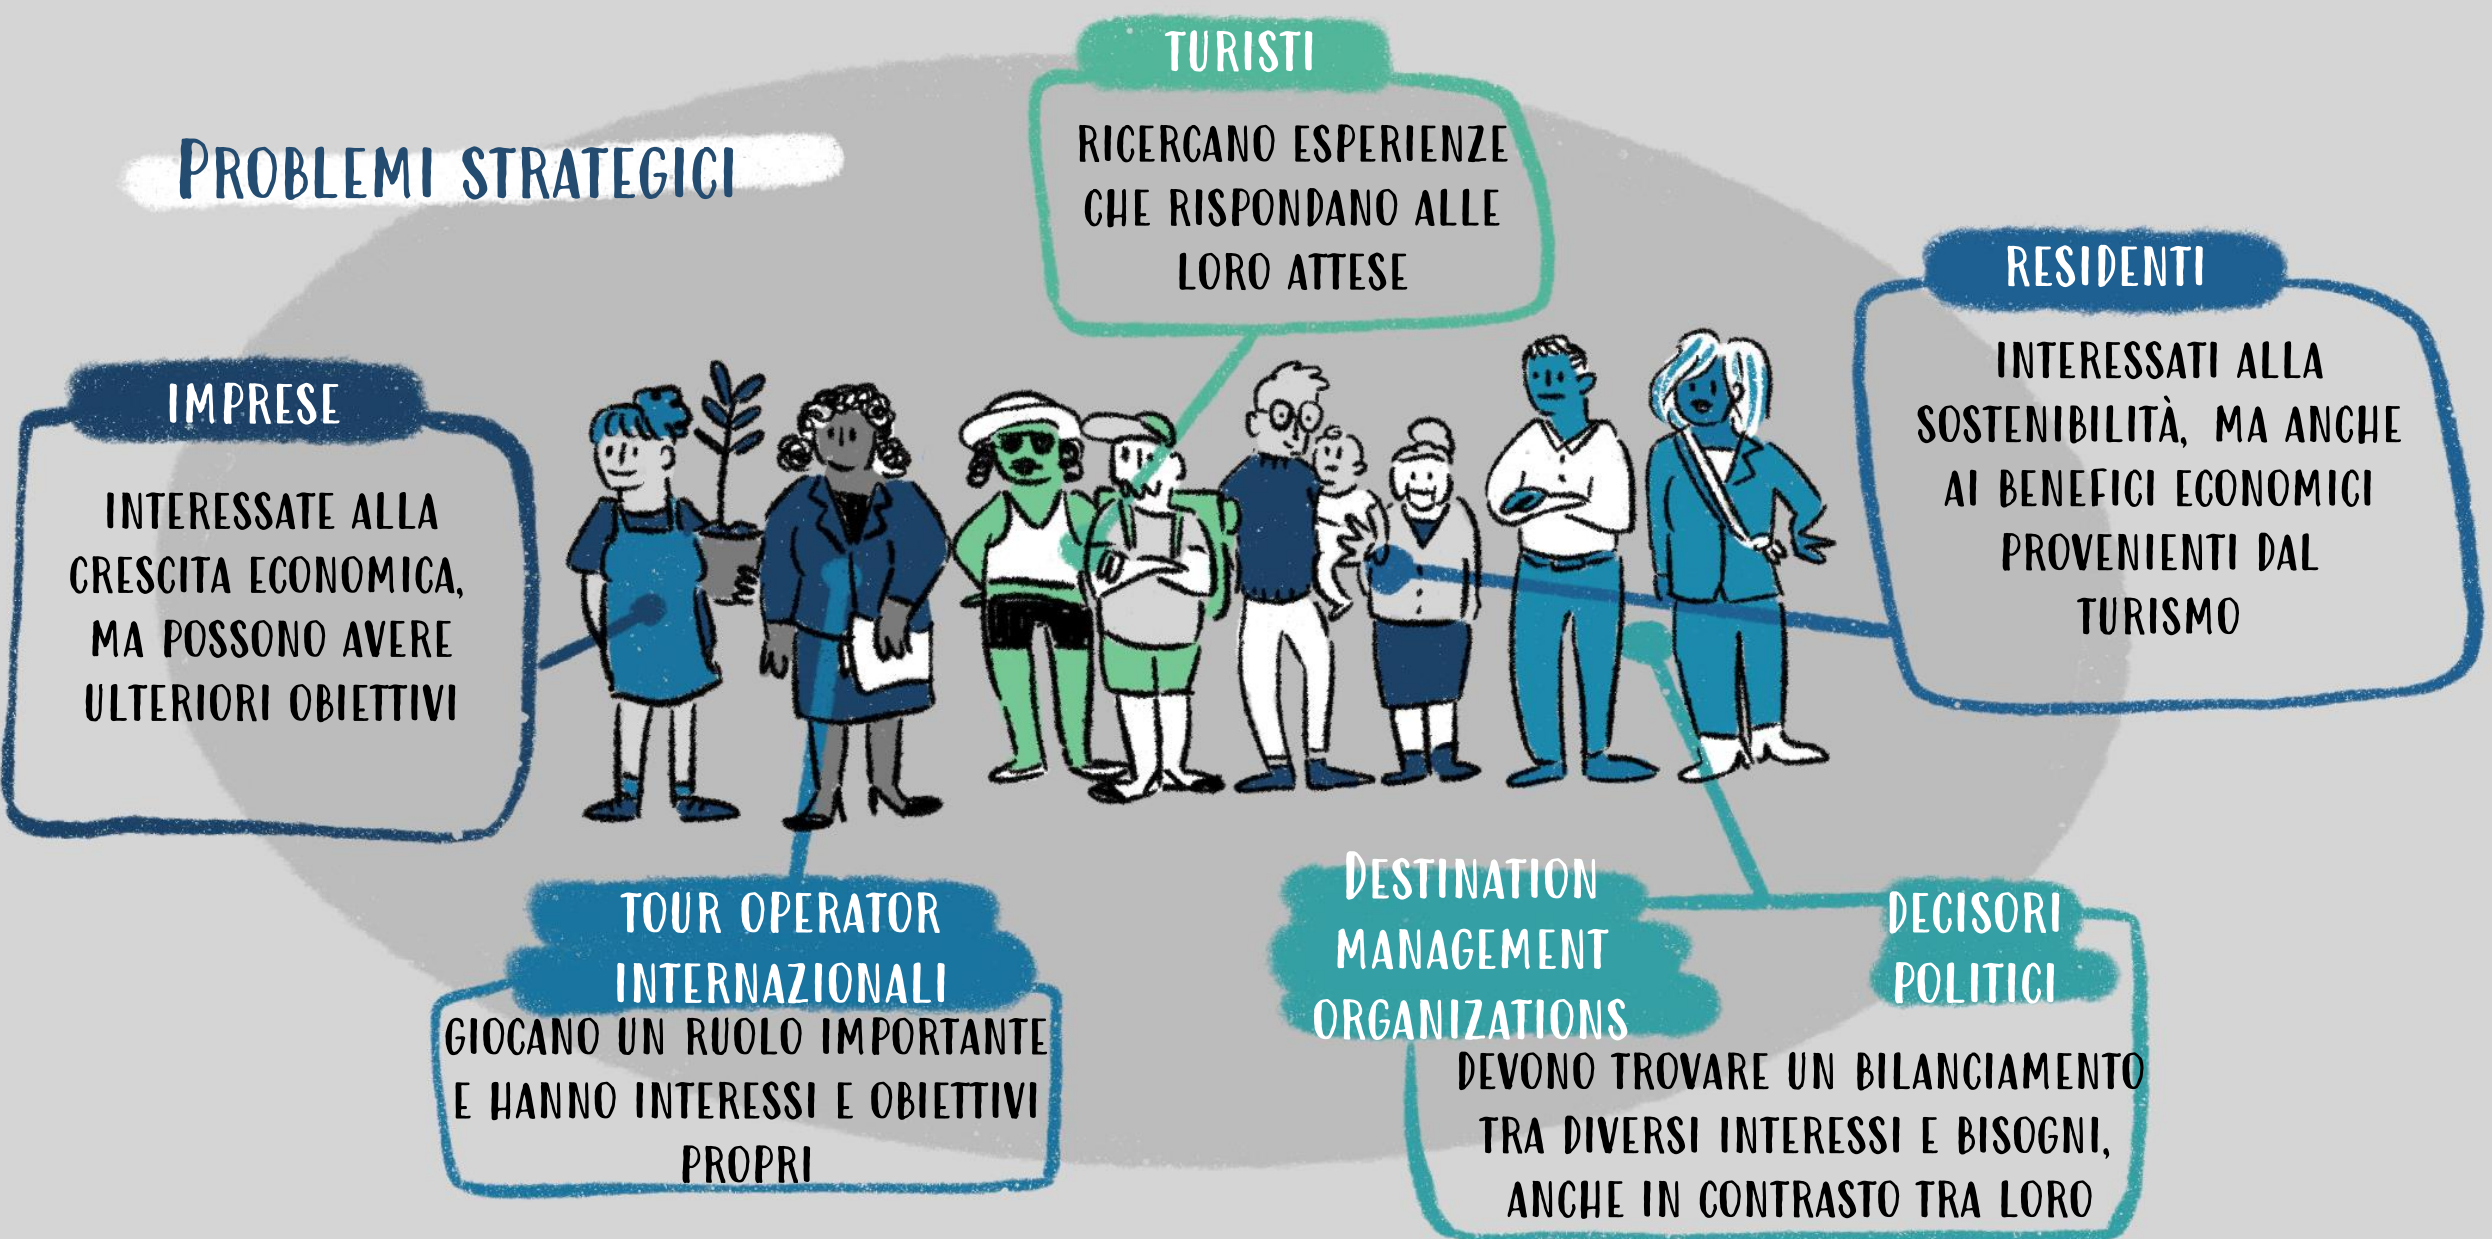 PROBLEMI STRATEGICI
TURISTI
RICERCANO ESPERIENZE
CHE RISPONDANO ALLE
LORO ATTESE
RESIDENTI
INTERESSATI ALLA
SOSTENIBILITÀ, MA ANCHE
AI BENEFICI ECONOMICI
PROVENIENTI DAL
TURISMO
IMPRESE
INTERESSATE ALLA
CRESCITA ECONOMICA,
MA POSSONO AVERE
ULTERIORI OBIETTIVI
TOUR OPERATOR
INTERNAZIONALI
GIOCANO UN RUOLO IMPORTANTE
E HANNO INTERESSI E OBIETTIVI
PROPRI
DESTINATION
MANAGEMENT
ORGANIZATIONS
DECISORI
POLITICI
DEVONO TROVARE UN BILANCIAMENTO
TRA DIVERSI INTERESSI E BISOGNI,
ANCHE IN CONTRASTO TRA LORO